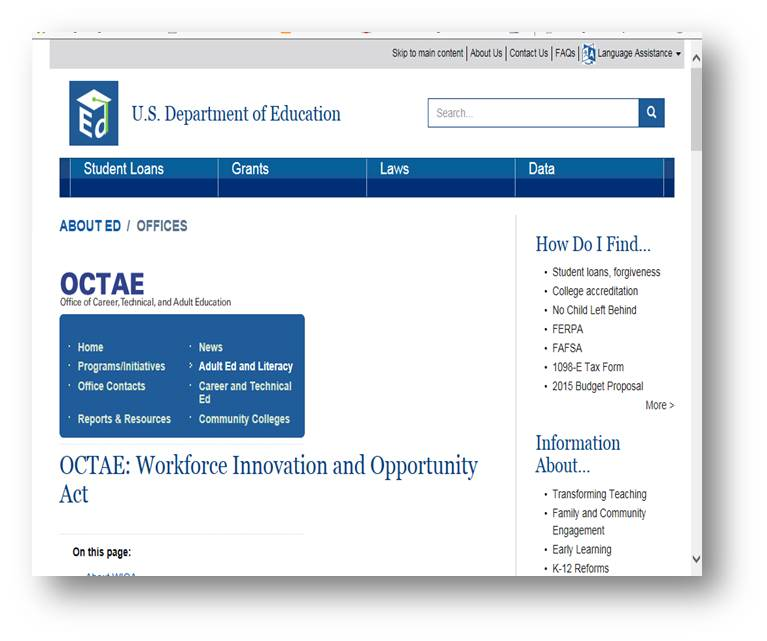 Skip to main content | About Us | Contact Us | FAQs | Language Assistance
Ed
U.S. Department of Education
Search...
Student Loans
Grants
Laws
Data
ABOUT ED / OFFICES
OCTAE
Office of Career, Technical, and Adult Education
Home
News
Programs/Initiatives
Adult Ed and Literacy
Office Contacts
Career and Technical
Ed
Reports & Resources
Community Colleges
OCTAE: Workforce Innovation and Opportunity
Act
On this page:
How Do I Find...
Student loans, forgiveness
College accreditation
No Child Left Behind
FERPA
FAFSA
1098-E Tax Form
2015 Budget Proposal
More >
Information
About...
Transforming Teaching
Family and Community
Engagement
Early Learning
K-12 Reforms